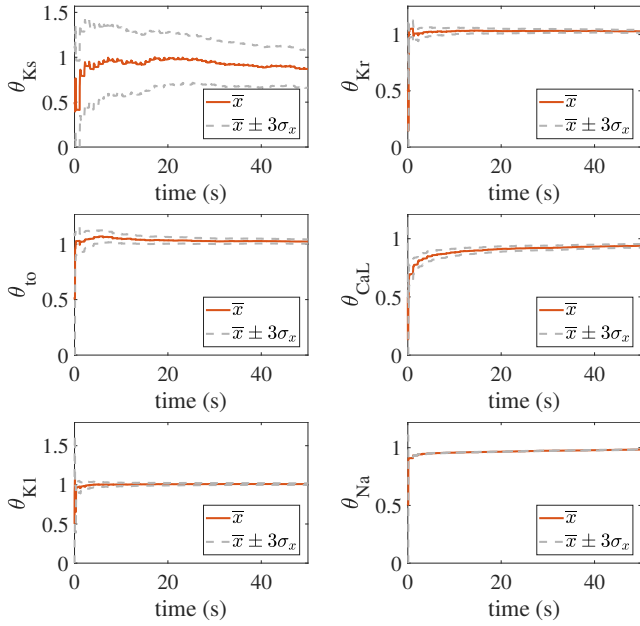 1.5
1
0.5
0
θKs
x̅
x̅ ± 3σx
0 20 40
time (s)
1
0.5
0
θKr
x̅
x̅ ± 3σx
0 20 40
time (s)
1
0.5
0
θto
x̅
x̅ ± 3σx
0 20 40
time (s)
1
0.5
0
θCaL
x̅
x̅ ± 3σx
0 20 40
time (s)
1.5
1
0.5
0
θK1
x̅
x̅ ± 3σx
0 20 40
time (s)
1
0.5
0
θNa
x̅
x̅ ± 3σx
0 20 40
time (s)